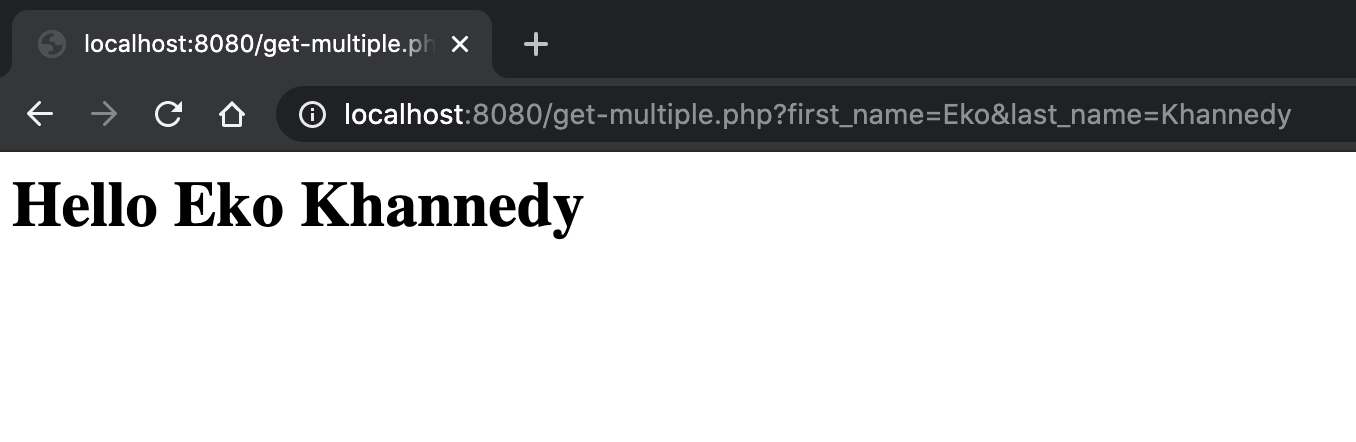 localhost:8080/get-multiple.ph
localhost:8080/get-multiple.php?first_name=Eko&last_name=Khannedy
Hello Eko Khannedy